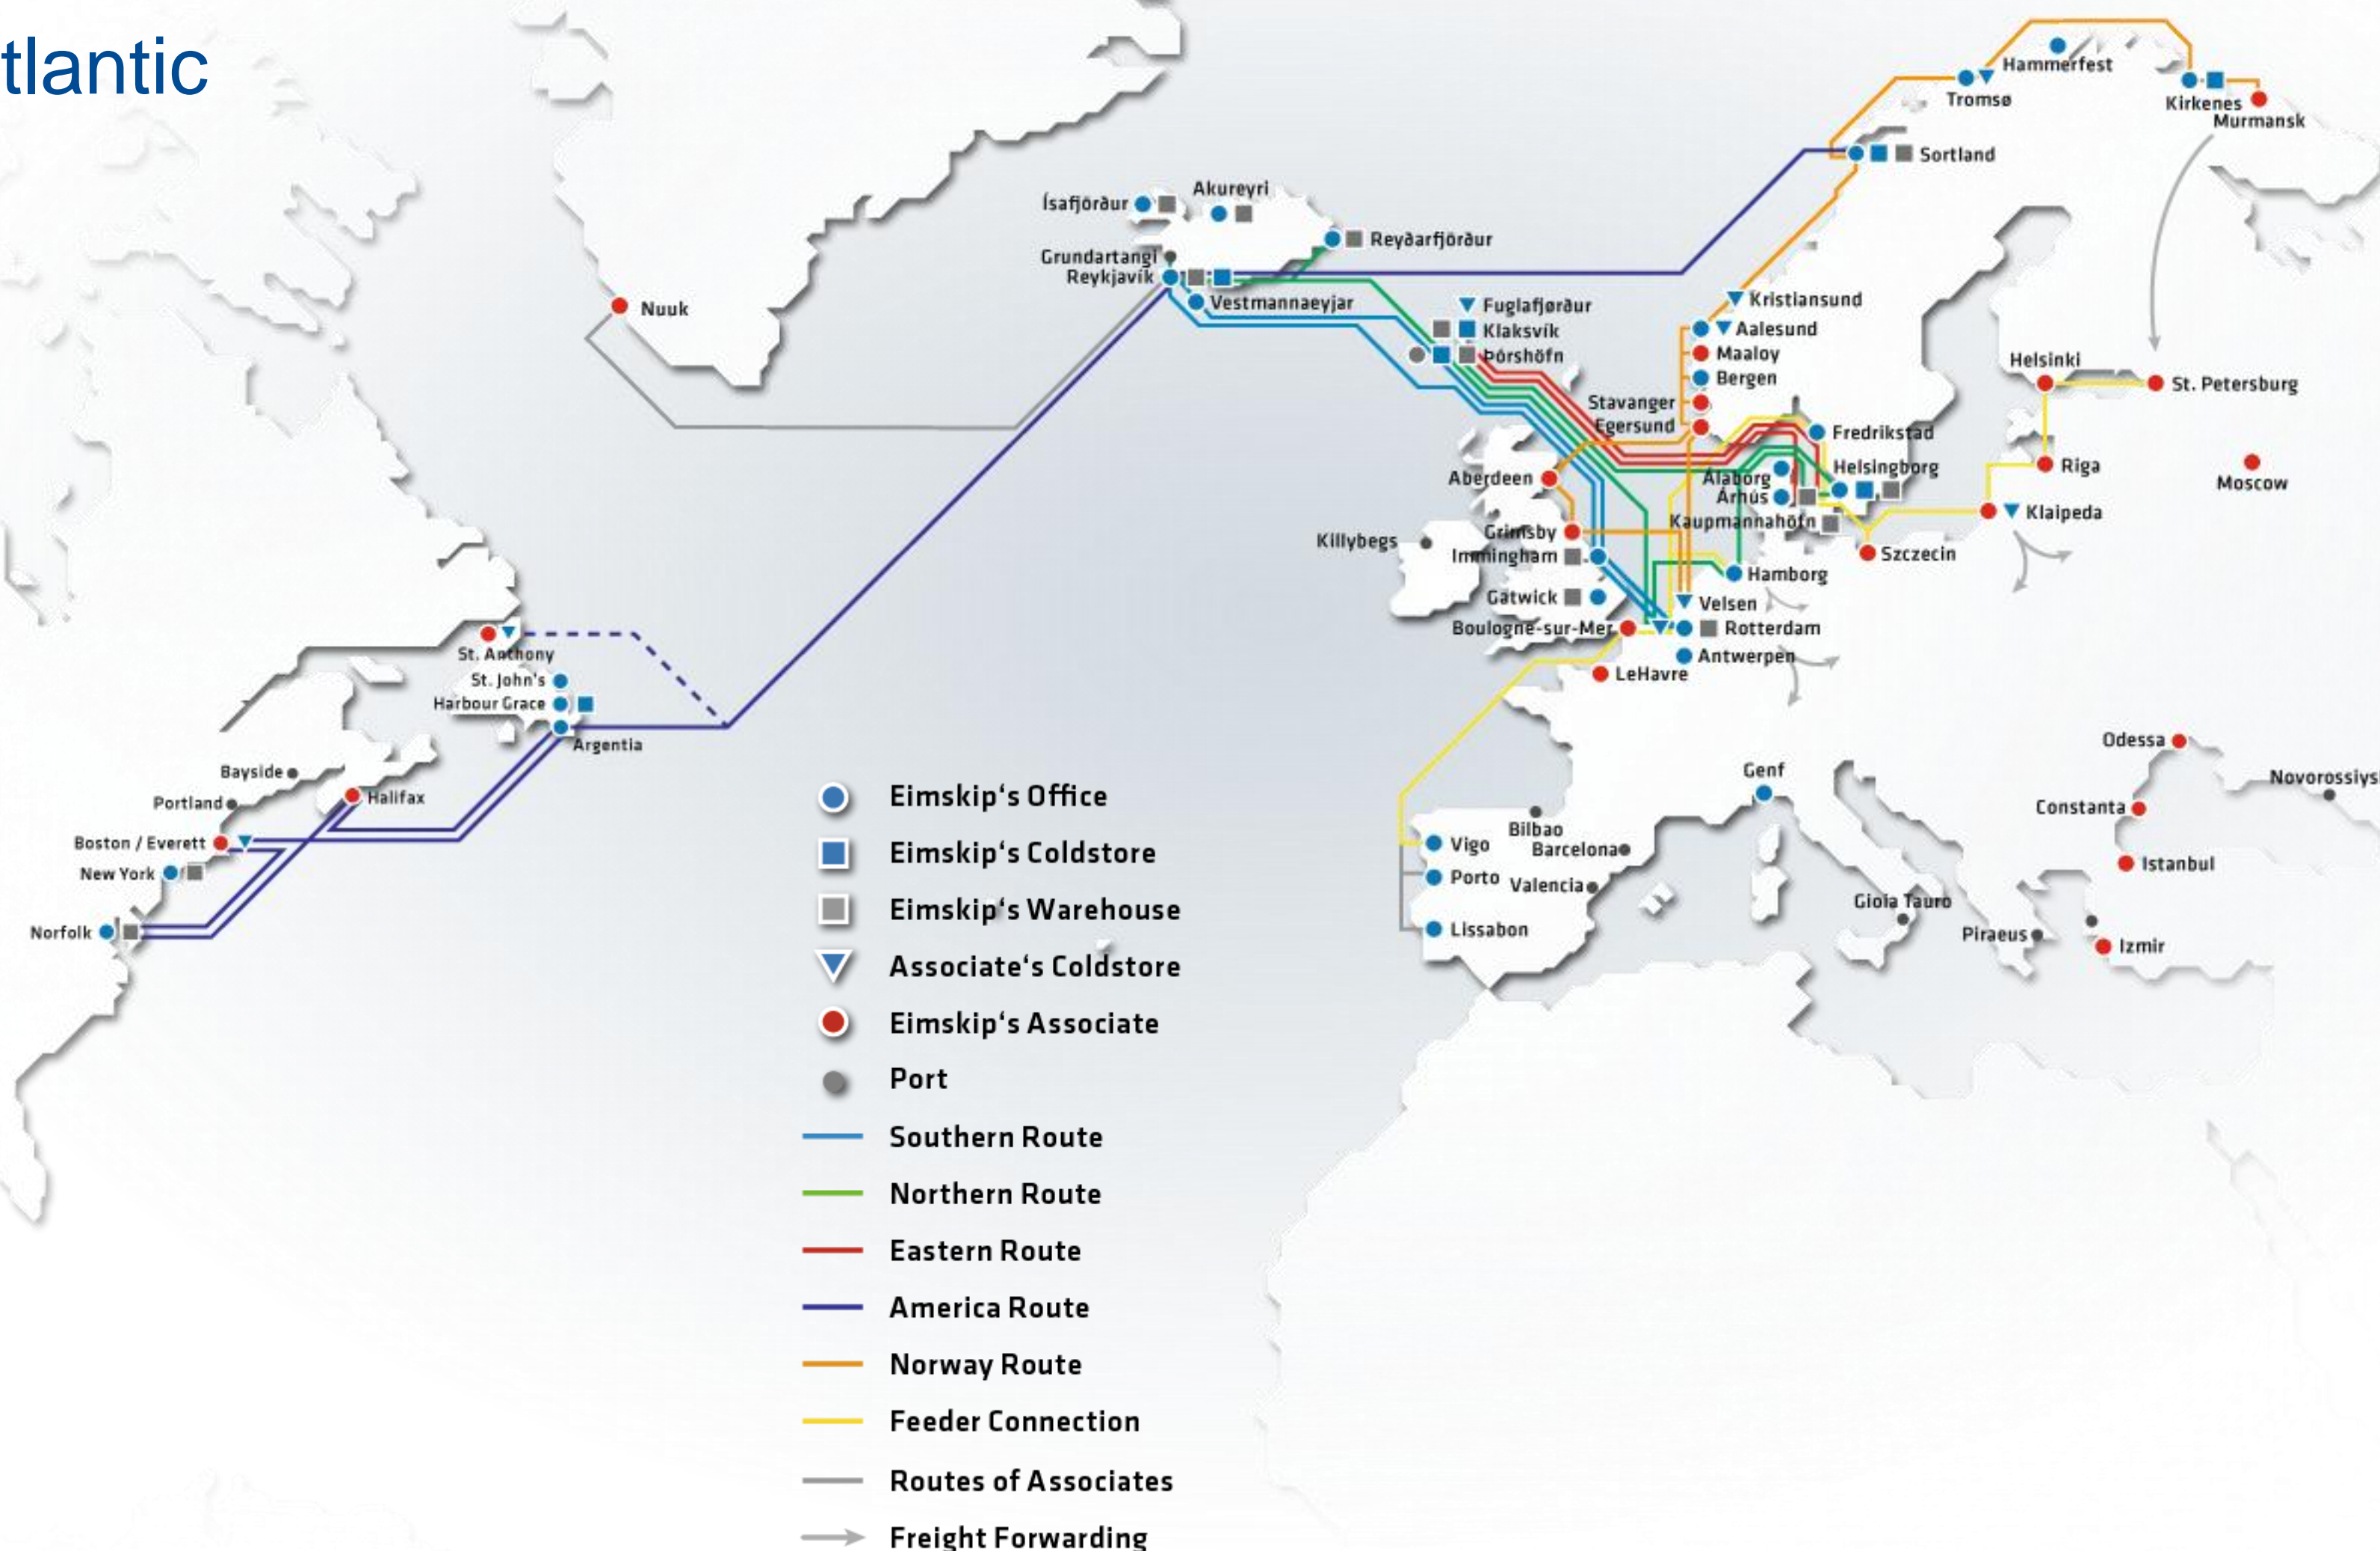 tlantic
Hammerfest
Tromsø
Kirkenes
Murmansk
Sortland
Akureyri
Ísafjörður
Reyðarfjörður
Grundartangi
Reykjavík
Vestmannaeyjar
Nuuk
Fuglafjørður
Klaksvík
Þórshöfn
Kristiansund
Aalesund
Maaloy
Bergen
Stavanger
Egersund
Helsinki
St. Petersburg
Fredrikstad
Helsingborg
Álaborg
Árhús
Kaupmannahöfn
Riga
Moscow
Klaipeda
Szczecin
Aberdeen
Grimsby
Immingham
Killybegs
Gatwick
Hamborg
Velsen
Boulogne-sur-Mer
Rotterdam
Antwerpen
LeHavre
St. Anthony
St. John's
Harbour Grace
Argentia
Bayside
Portland
Halifax
Boston / Everett
New York
Norfolk
Odessa
Novorossiys
Constanta
Istanbul
Genf
Bilbao
Barcelona
Vigo
Porto
Valencia
Lissabon
Gioia Tauro
Piraeus
Izmir
Eimskip‘s Office
Eimskip‘s Coldstore
Eimskip‘s Warehouse
Associate‘s Coldstore
Eimskip‘s Associate
Port
Southern Route
Northern Route
Eastern Route
America Route
Norway Route
Feeder Connection
Routes of Associates
Freight Forwarding